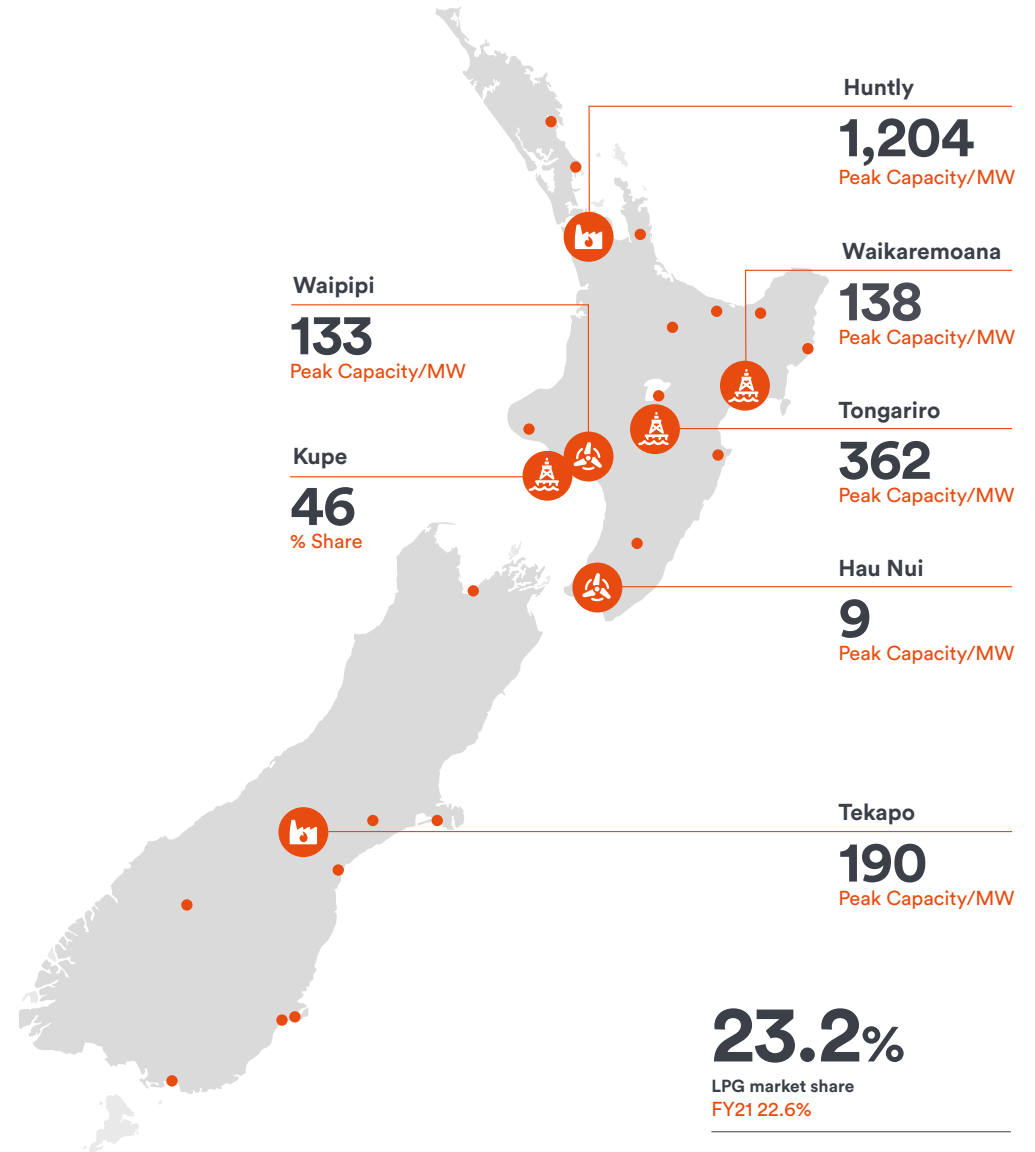 Huntly
1,204
Peak Capacity/MW
Waikaremoana
138
Peak Capacity/MW
Waipipi
133
Peak Capacity/MW
Tongariro
362
Peak Capacity/MW
Kupe
46
% Share
Hau Nui
9
Peak Capacity/MW
Tekapo
190
Peak Capacity/MW
23.2%
LPG market share
FY21 22.6%